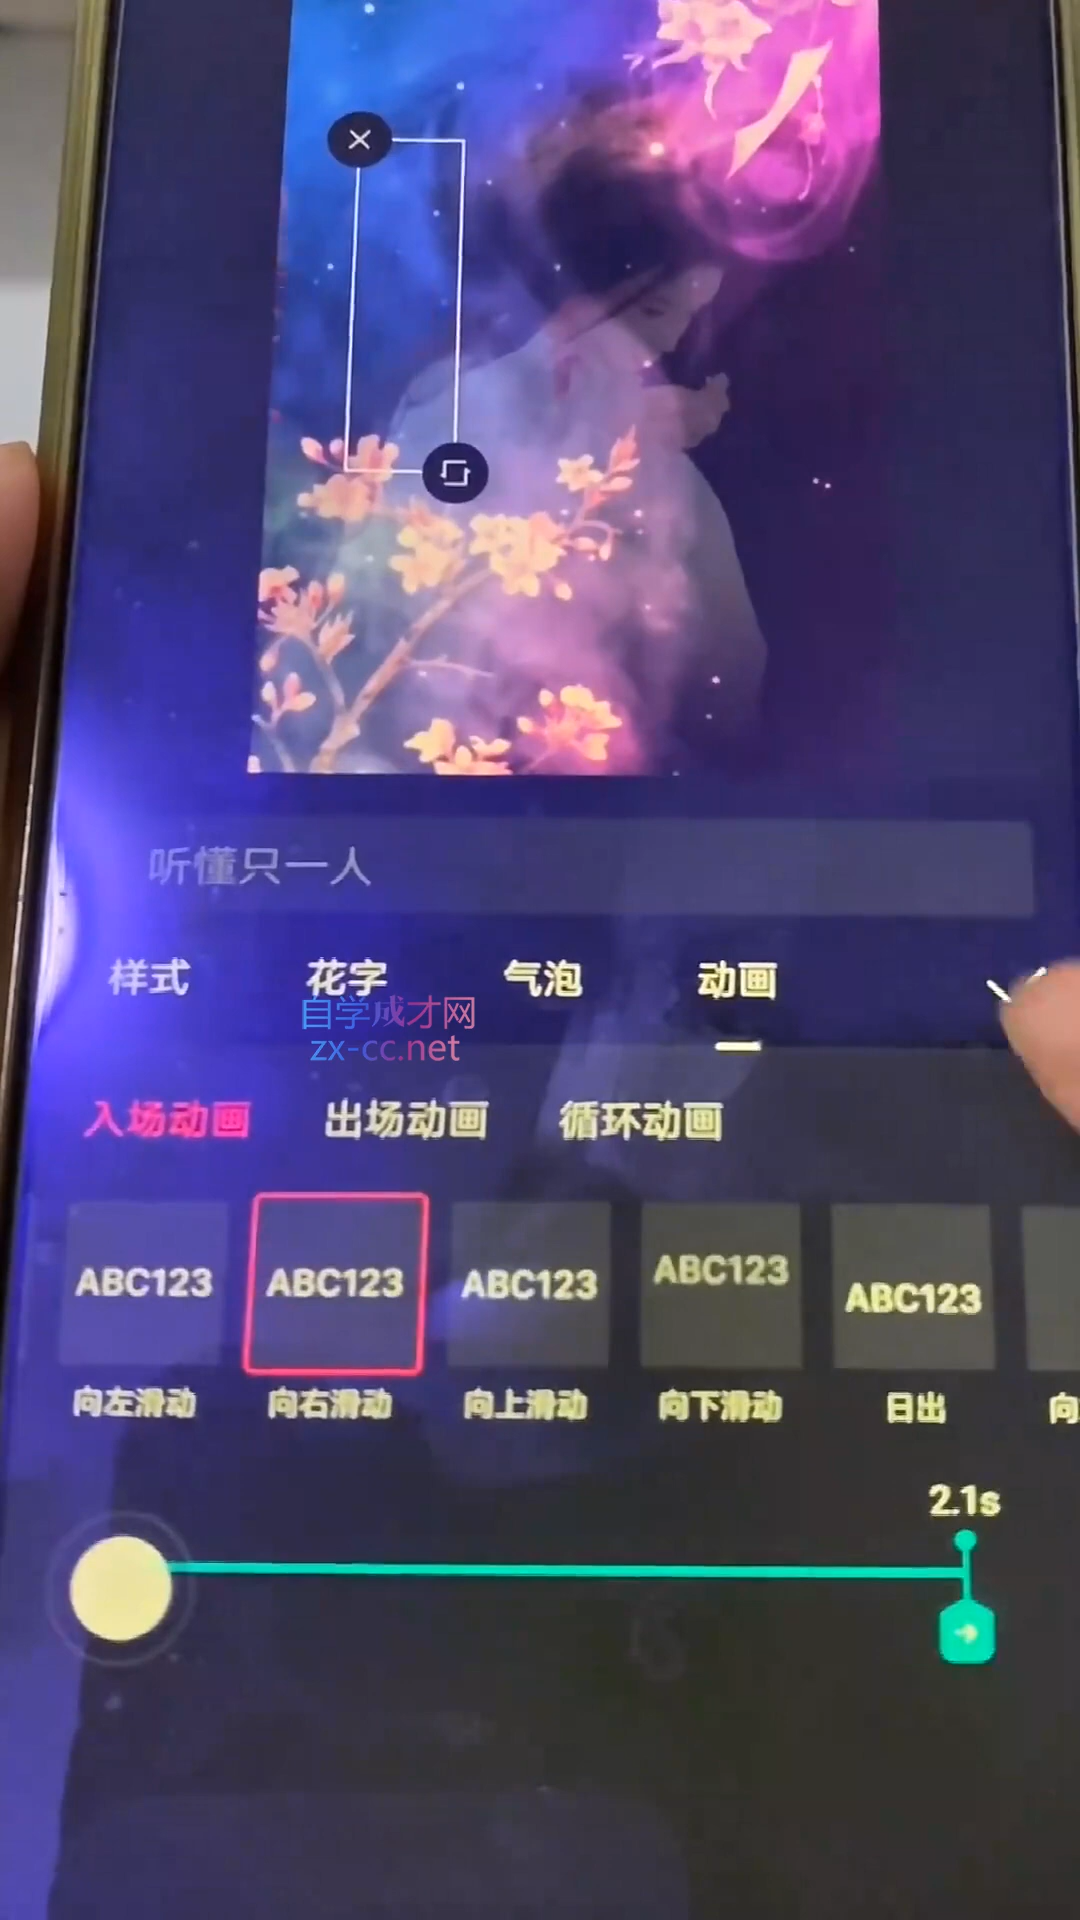 听懂只一人
样式 花字 气泡 动画
自学成才网
zx-cc.net
入场动画 出场动画 循环动画
ABC123 ABC123 ABC123 ABC123 ABC123
向左滑动 向右滑动 向上滑动 向下滑动 日出 向
2.1s